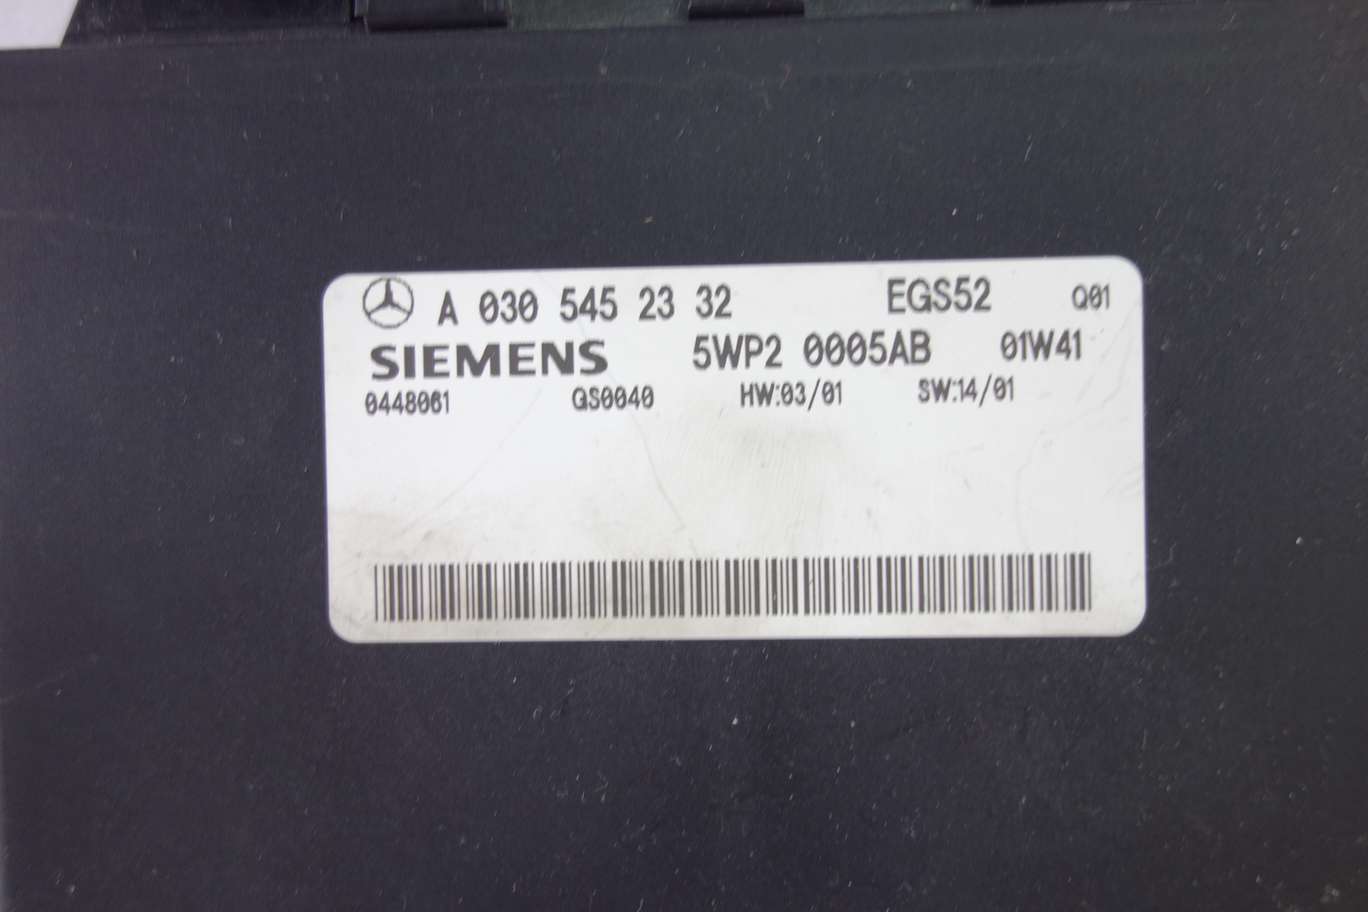 A 030 545 23 32 EGS52 Q01
SIEMENS 5WP2 0005AB 01W41
0448061 QS0040 HW:03/01 SW:14/01